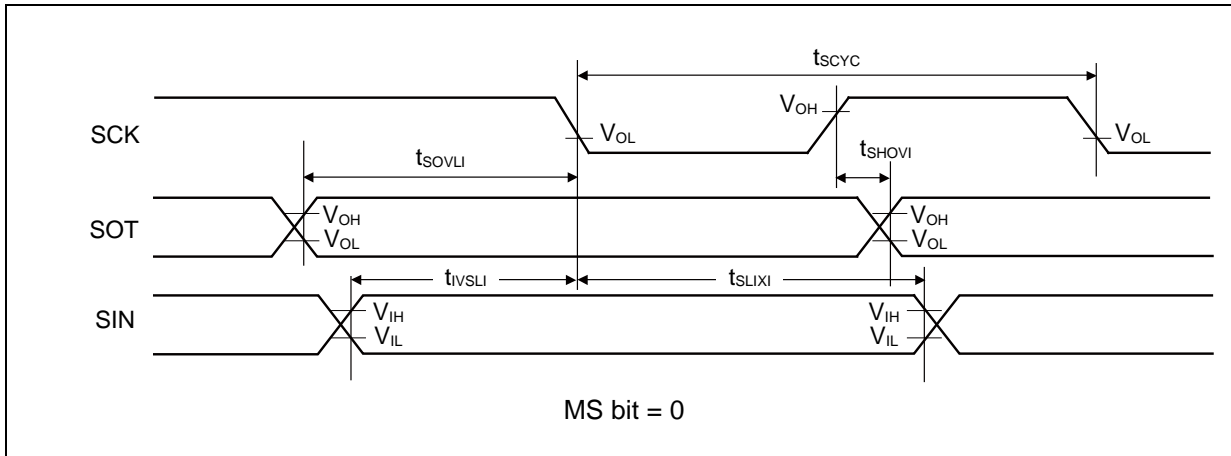 tSCYC
SCK
VOL
VOH
VOL
tSOVLI
tSHOVI
SOT
VOH
VOL
VOH
VOL
tIVSLI
tSLIXI
SIN
VIH
VIL
VIH
VIL
MS bit = 0